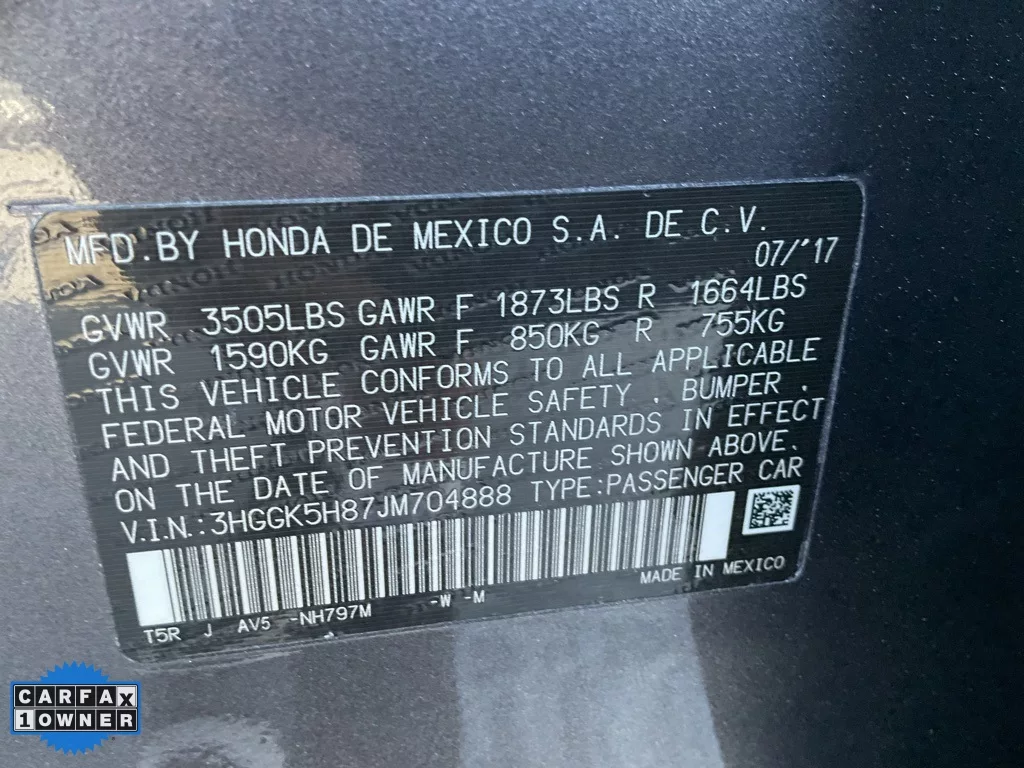 MFD. BY HONDA DE MEXICO S.A. DE C.V.
07/'17
GVWR 3505LBS GAWR F 1873LBS R 1664LBS
GVWR 1590KG GAWR F 850KG R 755KG
THIS VEHICLE CONFORMS TO ALL APPLICABLE
FEDERAL MOTOR VEHICLE SAFETY, BUMPER,
AND THEFT PREVENTION STANDARDS IN EFFECT
ON THE DATE OF MANUFACTURE SHOWN ABOVE.
V.I.N.:3HGGK5H87JM704888 TYPE:PASSENGER CAR
MADE IN MEXICO
T5R J AV5 -NH797M -W -M
CARFAX
1 OWNER